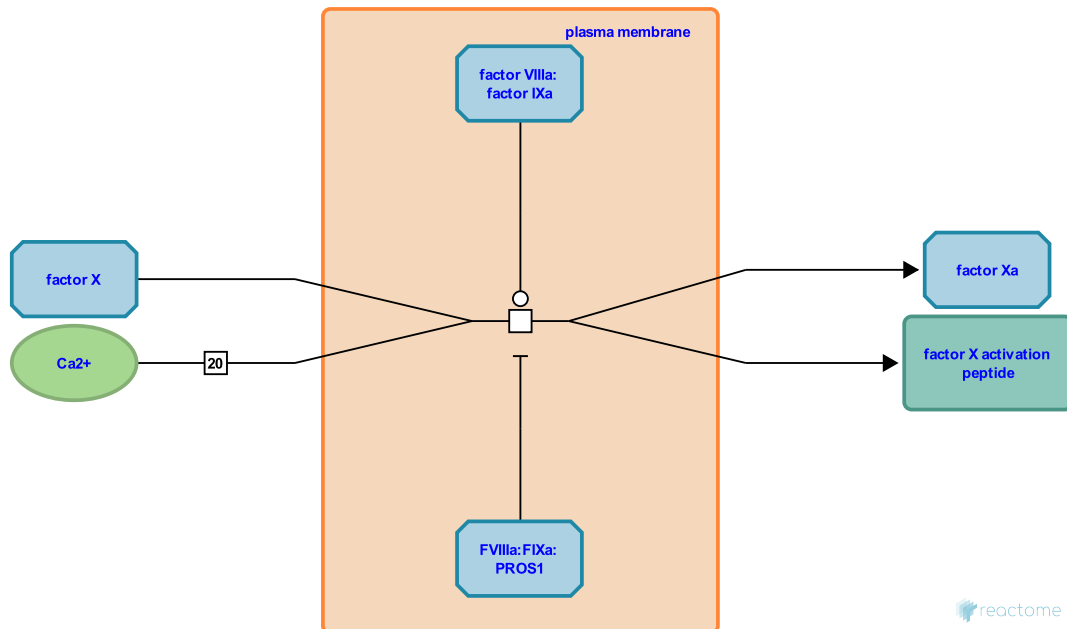 plasma membrane
factor VIIIa:
factor IXa
factor X
Ca2+
20
factor Xa
factor X activation
peptide
FVIIIa:FIXa:
PROS1
reactome